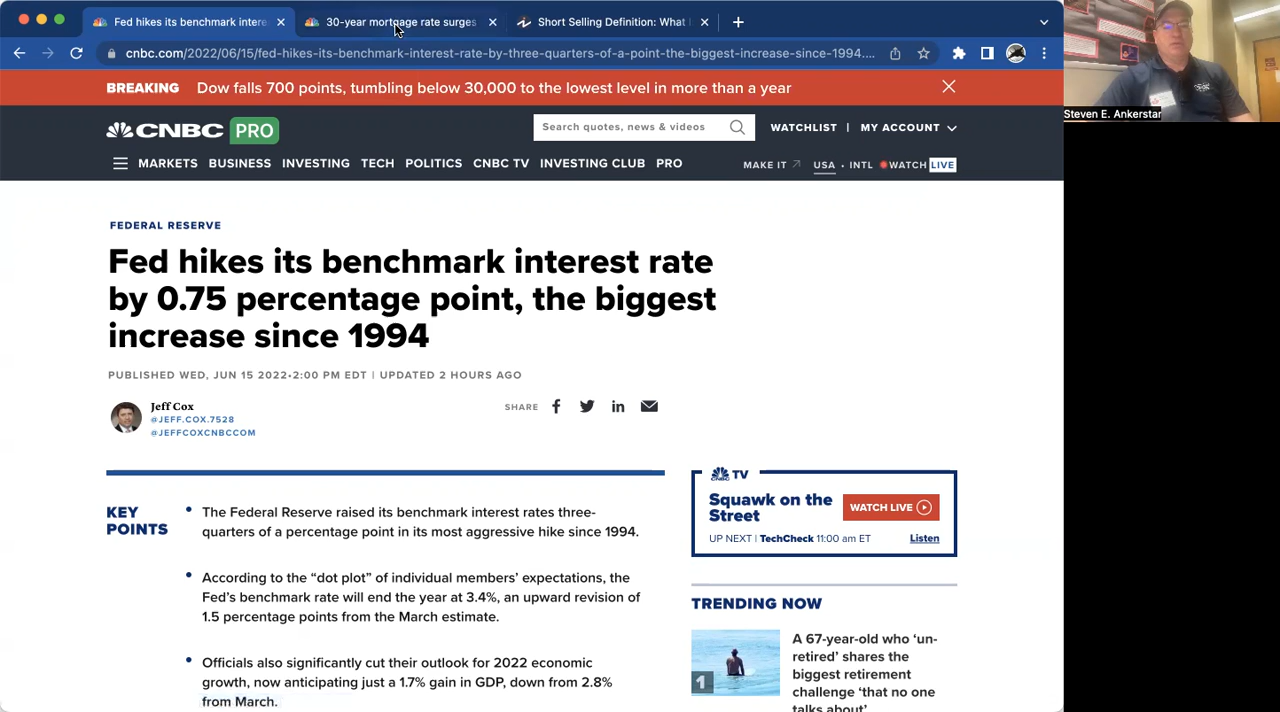 Fed hikes its benchmark intere
30-year mortgage rate surges
Short Selling Definition: What
cnbc.com/2022/06/15/fed-hikes-its-benchmark-interest-rate-by-three-quarters-of-a-point-the-biggest-increase-since-1994....
BREAKING Dow falls 700 points, tumbling below 30,000 to the lowest level in more than a year
Steven E. Ankerstar
CNBC PRO
Search quotes, news & videos
WATCHLIST | MY ACCOUNT
MARKETS BUSINESS INVESTING TECH POLITICS CNBC TV INVESTING CLUB PRO
MAKE IT USA • INTL WATCH LIVE
FEDERAL RESERVE
Fed hikes its benchmark interest rate
by 0.75 percentage point, the biggest
increase since 1994
PUBLISHED WED, JUN 15 2022•2:00 PM EDT | UPDATED 2 HOURS AGO
Jeff Cox
@JEFF.COX.7528
@JEFFCOXCNBCCOM
SHARE
KEY
POINTS
The Federal Reserve raised its benchmark interest rates three-
quarters of a percentage point in its most aggressive hike since 1994.
According to the “dot plot” of individual members’ expectations, the
Fed’s benchmark rate will end the year at 3.4%, an upward revision of
1.5 percentage points from the March estimate.
Officials also significantly cut their outlook for 2022 economic
growth, now anticipating just a 1.7% gain in GDP, down from 2.8%
from March.
TV
Squawk on the
Street
WATCH LIVE
UP NEXT | TechCheck 11:00 am ET
Listen
TRENDING NOW
1
A 67-year-old who ‘un-
retired’ shares the
biggest retirement
challenge ‘that no one
talks about’